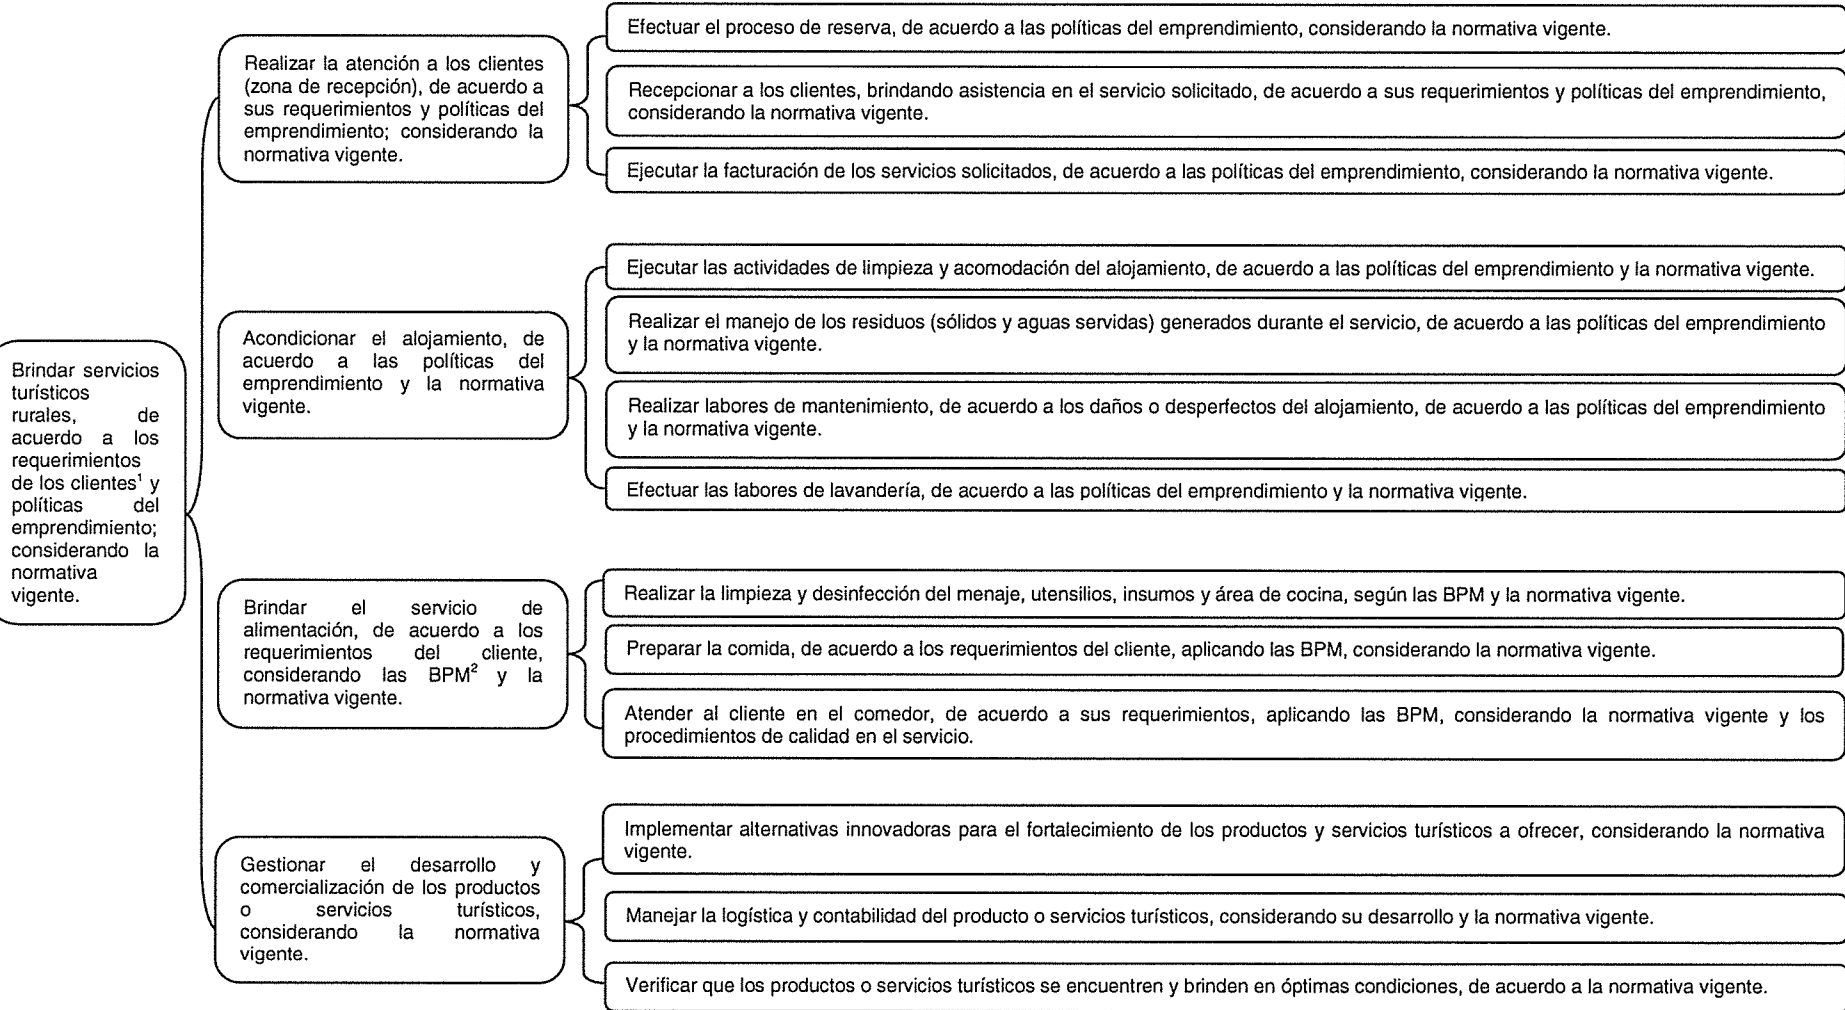 Brindar servicios
turísticos
rurales, de
acuerdo a los
requerimientos
de los clientes¹ y
políticas del
emprendimiento;
considerando la
normativa
vigente.
Realizar la atención a los clientes
(zona de recepción), de acuerdo a
sus requerimientos y políticas del
emprendimiento; considerando la
normativa vigente.
Efectuar el proceso de reserva, de acuerdo a las políticas del emprendimiento, considerando la normativa vigente.
Recepcionar a los clientes, brindando asistencia en el servicio solicitado, de acuerdo a sus requerimientos y políticas del emprendimiento,
considerando la normativa vigente.
Ejecutar la facturación de los servicios solicitados, de acuerdo a las políticas del emprendimiento, considerando la normativa vigente.
Acondicionar el alojamiento, de
acuerdo a las políticas del
emprendimiento y la normativa
vigente.
Ejecutar las actividades de limpieza y acomodación del alojamiento, de acuerdo a las políticas del emprendimiento y la normativa vigente.
Realizar el manejo de los residuos (sólidos y aguas servidas) generados durante el servicio, de acuerdo a las políticas del emprendimiento
y la normativa vigente.
Realizar labores de mantenimiento, de acuerdo a los daños o desperfectos del alojamiento, de acuerdo a las políticas del emprendimiento
y la normativa vigente.
Efectuar las labores de lavandería, de acuerdo a las políticas del emprendimiento y la normativa vigente.
Brindar el servicio de
alimentación, de acuerdo a los
requerimientos del cliente,
considerando las BPM² y la
normativa vigente.
Realizar la limpieza y desinfección del menaje, utensilios, insumos y área de cocina, según las BPM y la normativa vigente.
Preparar la comida, de acuerdo a los requerimientos del cliente, aplicando las BPM, considerando la normativa vigente.
Atender al cliente en el comedor, de acuerdo a sus requerimientos, aplicando las BPM, considerando la normativa vigente y los
procedimientos de calidad en el servicio.
Gestionar el desarrollo y
comercialización de los productos
o servicios turísticos,
considerando la normativa
vigente.
Implementar alternativas innovadoras para el fortalecimiento de los productos y servicios turísticos a ofrecer, considerando la normativa
vigente.
Manejar la logística y contabilidad del producto o servicios turísticos, considerando su desarrollo y la normativa vigente.
Verificar que los productos o servicios turísticos se encuentren y brinden en óptimas condiciones, de acuerdo a la normativa vigente.